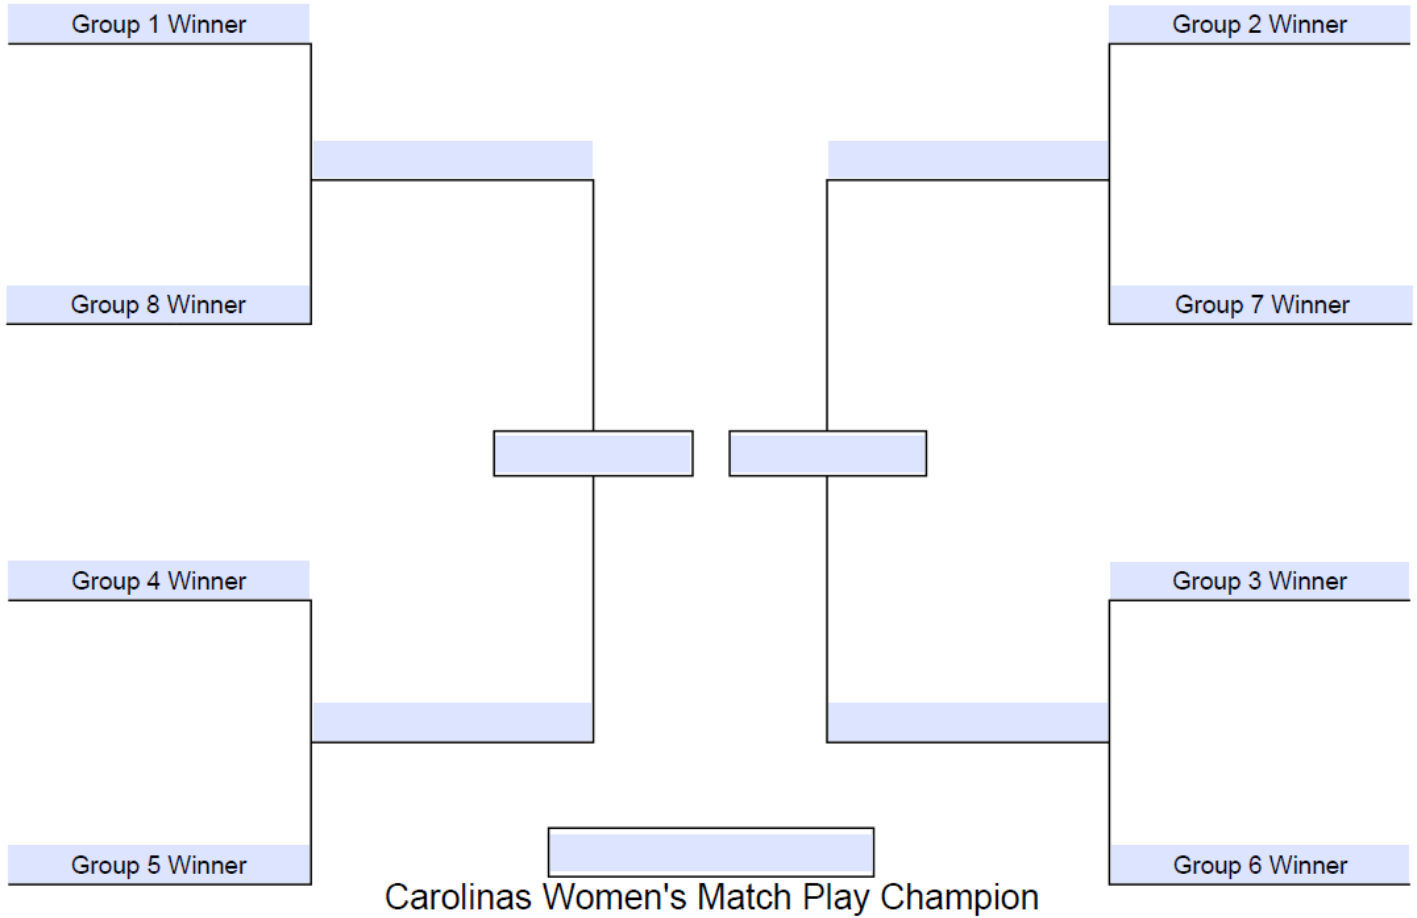 Group 1 Winner
Group 2 Winner
Group 8 Winner
Group 7 Winner
Group 4 Winner
Group 3 Winner
Group 5 Winner
Group 6 Winner
Carolinas Women's Match Play Champion